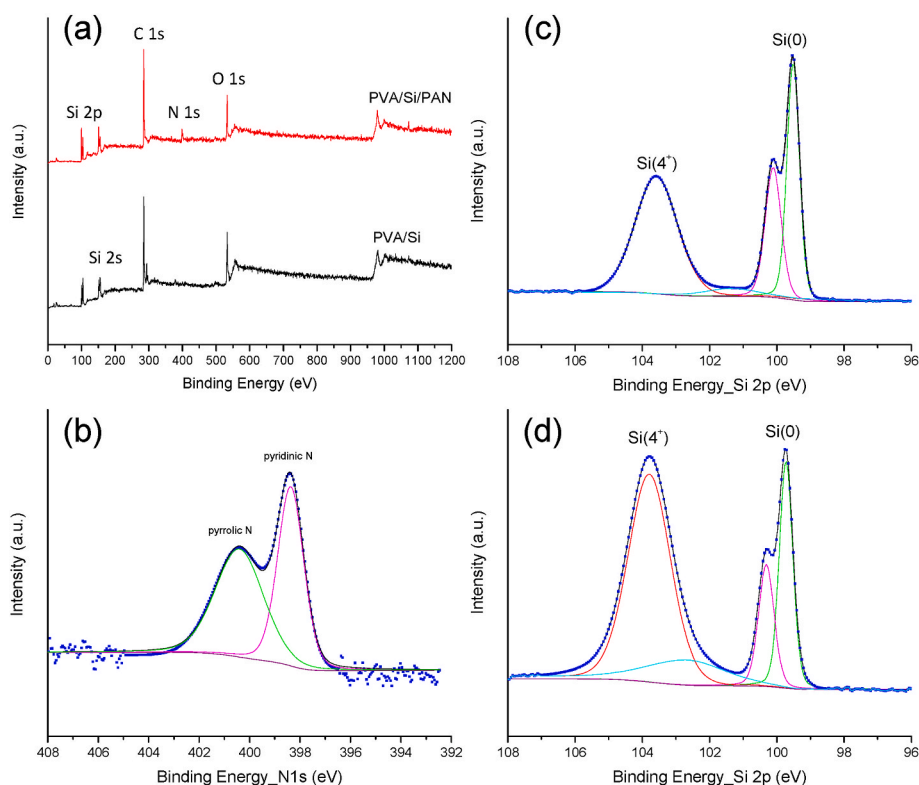 (a)
C 1s
O 1s
Si 2p
N 1s
PVA/Si/PAN
Si 2s
PVA/Si
Intensity (a.u.)
0 100 200 300 400 500 600 700 800 900 1000 1100 1200
Binding Energy (eV)
(c)
Si(0)
Si(4⁺)
Intensity (a.u.)
108 106 104 102 100 98 96
Binding Energy_Si 2p (eV)
(b)
pyridinic N
pyrrolic N
Intensity (a.u.)
408 406 404 402 400 398 396 394 392
Binding Energy_N1s (eV)
(d)
Si(4⁺)
Si(0)
Intensity (a.u.)
108 106 104 102 100 98 96
Binding Energy_Si 2p (eV)